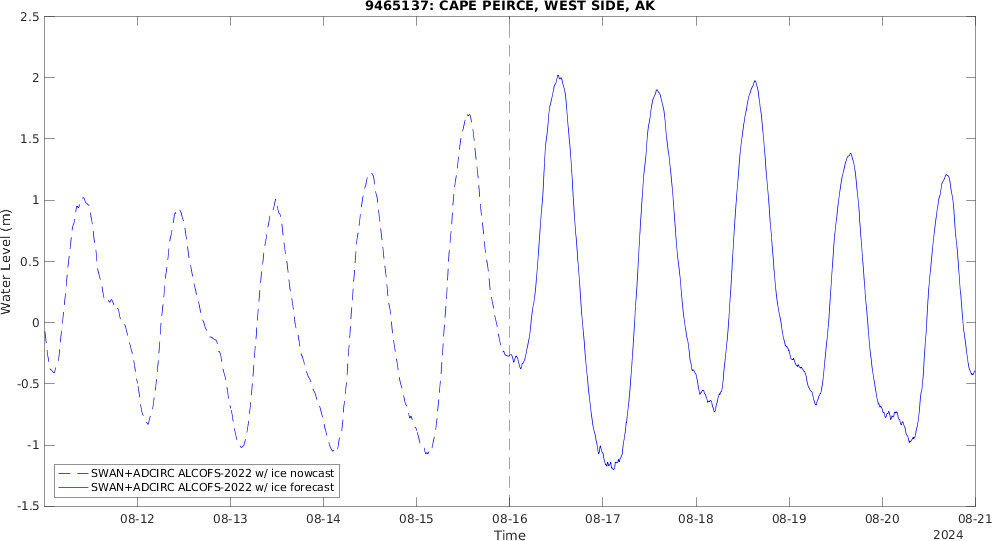 9465137: CAPE PEIRCE, WEST SIDE, AK
2.5
2
1.5
1
0.5
0
-0.5
-1
-1.5
Water Level (m)
SWAN+ADCIRC ALCOFS-2022 w/ ice nowcast
SWAN+ADCIRC ALCOFS-2022 w/ ice forecast
08-12 08-13 08-14 08-15 08-16 08-17 08-18 08-19 08-20 08-21
Time
2024